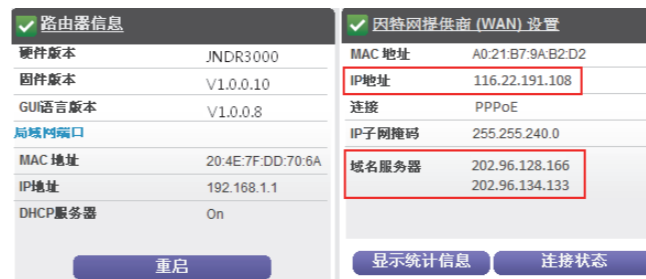 路由器信息
硬件版本 JNDR3000
固件版本 V1.0.0.10
GUI语言版本 V1.0.0.8
局域网端口
MAC 地址 20:4E:7F:DD:70:6A
IP地址 192.168.1.1
DHCP服务器 On
重启
因特网提供商 (WAN) 设置
MAC 地址 A0:21:B7:9A:B2:D2
IP地址 116.22.191.108
连接 PPPoE
IP子网掩码 255.255.240.0
域名服务器 202.96.128.166
202.96.134.133
显示统计信息 连接状态